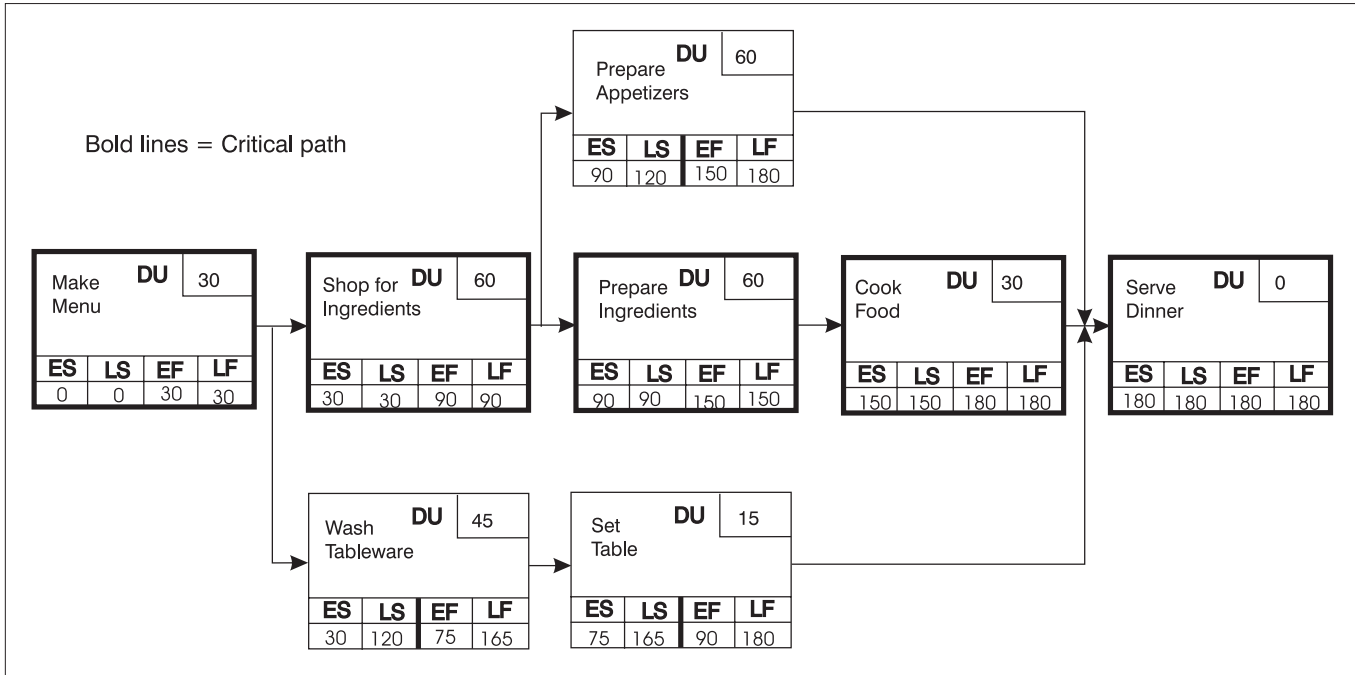 DU 60
Prepare
Appetizers
ES LS EF LF
90 120 150 180
Bold lines = Critical path
Make DU 30
Menu
ES LS EF LF
0 0 30 30
Shop for DU 60
Ingredients
ES LS EF LF
30 30 90 90
Prepare DU 60
Ingredients
ES LS EF LF
90 90 150 150
Cook DU 30
Food
ES LS EF LF
150 150 180 180
Serve DU 0
Dinner
ES LS EF LF
180 180 180 180
Wash DU 45
Tableware
ES LS EF LF
30 120 75 165
Set DU 15
Table
ES LS EF LF
75 165 90 180